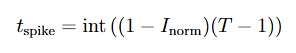 t_spike = int ((1 − I_norm)(T − 1))